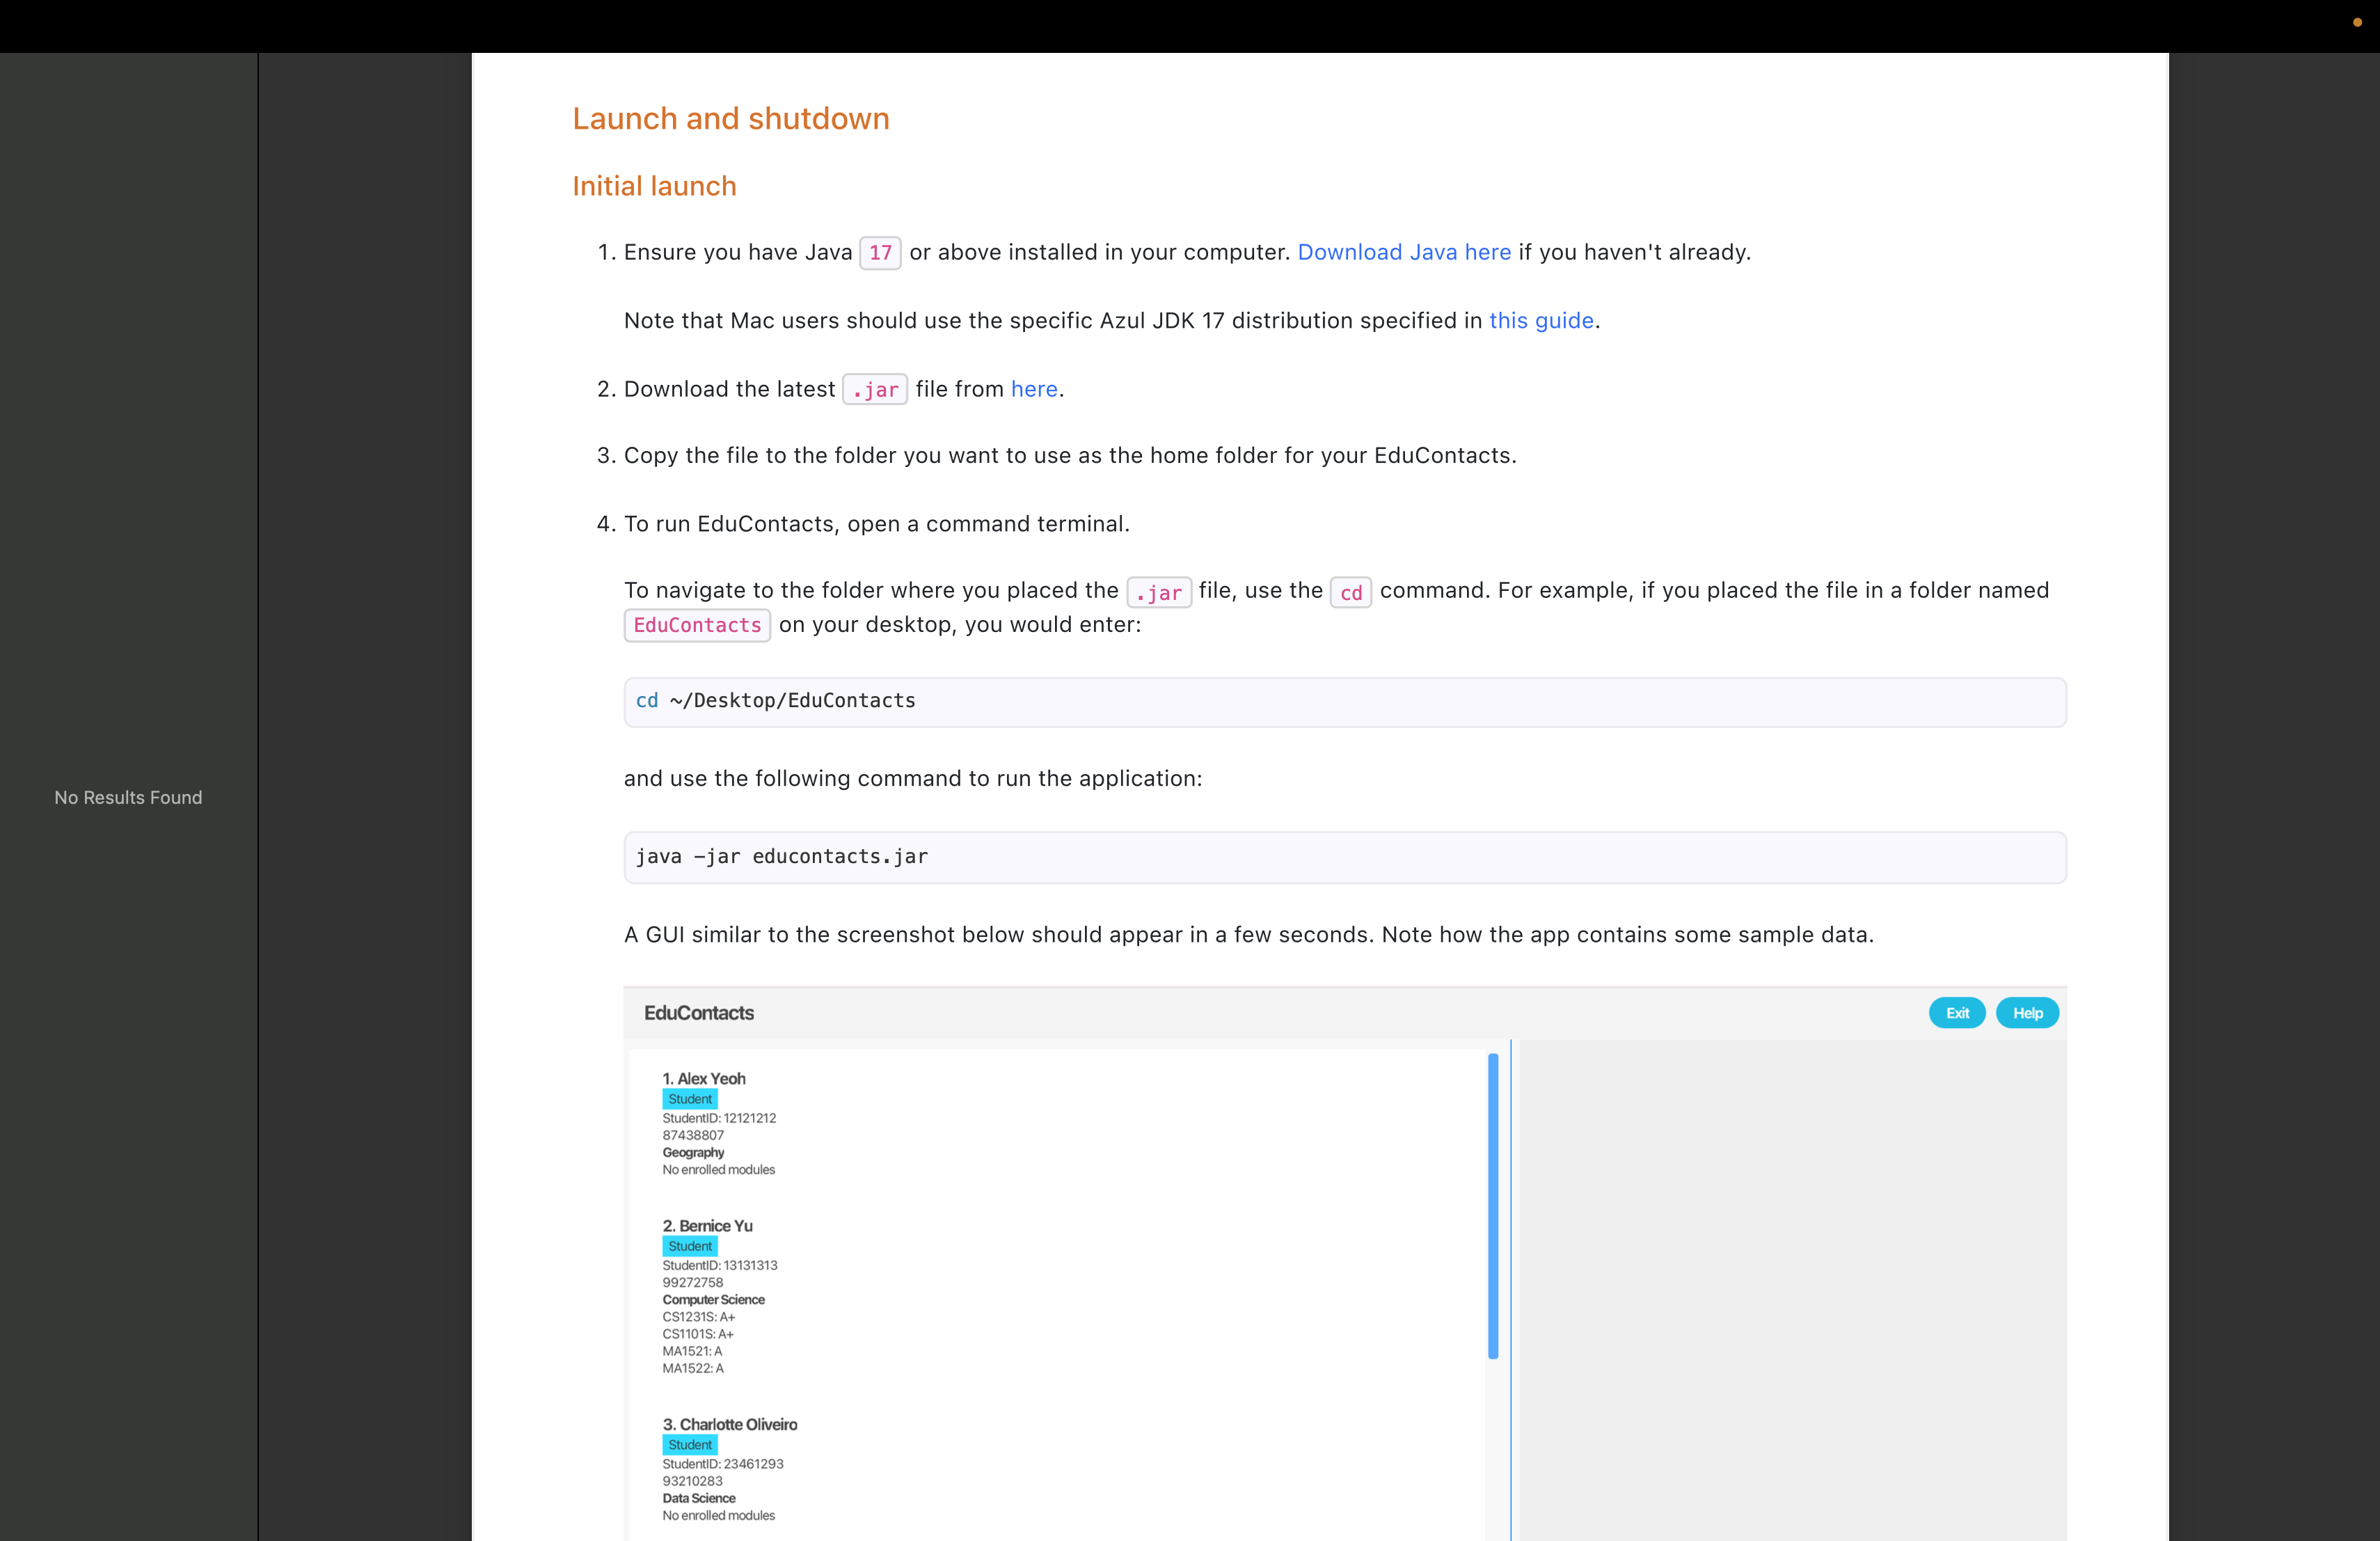 Launch and shutdown
Initial launch
1. Ensure you have Java 17 or above installed in your computer. Download Java here if you haven't already.
Note that Mac users should use the specific Azul JDK 17 distribution specified in this guide.
2. Download the latest .jar file from here.
3. Copy the file to the folder you want to use as the home folder for your EduContacts.
4. To run EduContacts, open a command terminal.
To navigate to the folder where you placed the .jar file, use the cd command. For example, if you placed the file in a folder named
EduContacts on your desktop, you would enter:
cd ~/Desktop/EduContacts
No Results Found
and use the following command to run the application:
java -jar educontacts.jar
A GUI similar to the screenshot below should appear in a few seconds. Note how the app contains some sample data.
EduContacts
Exit Help
1. Alex Yeoh
Student
StudentID: 12121212
87438807
Geography
No enrolled modules
2. Bernice Yu
Student
StudentID: 13131313
99272758
Computer Science
CS1231S: A+
CS1101S: A+
MA1521: A
MA1522: A
3. Charlotte Oliveiro
Student
StudentID: 23461293
93210283
Data Science
No enrolled modules